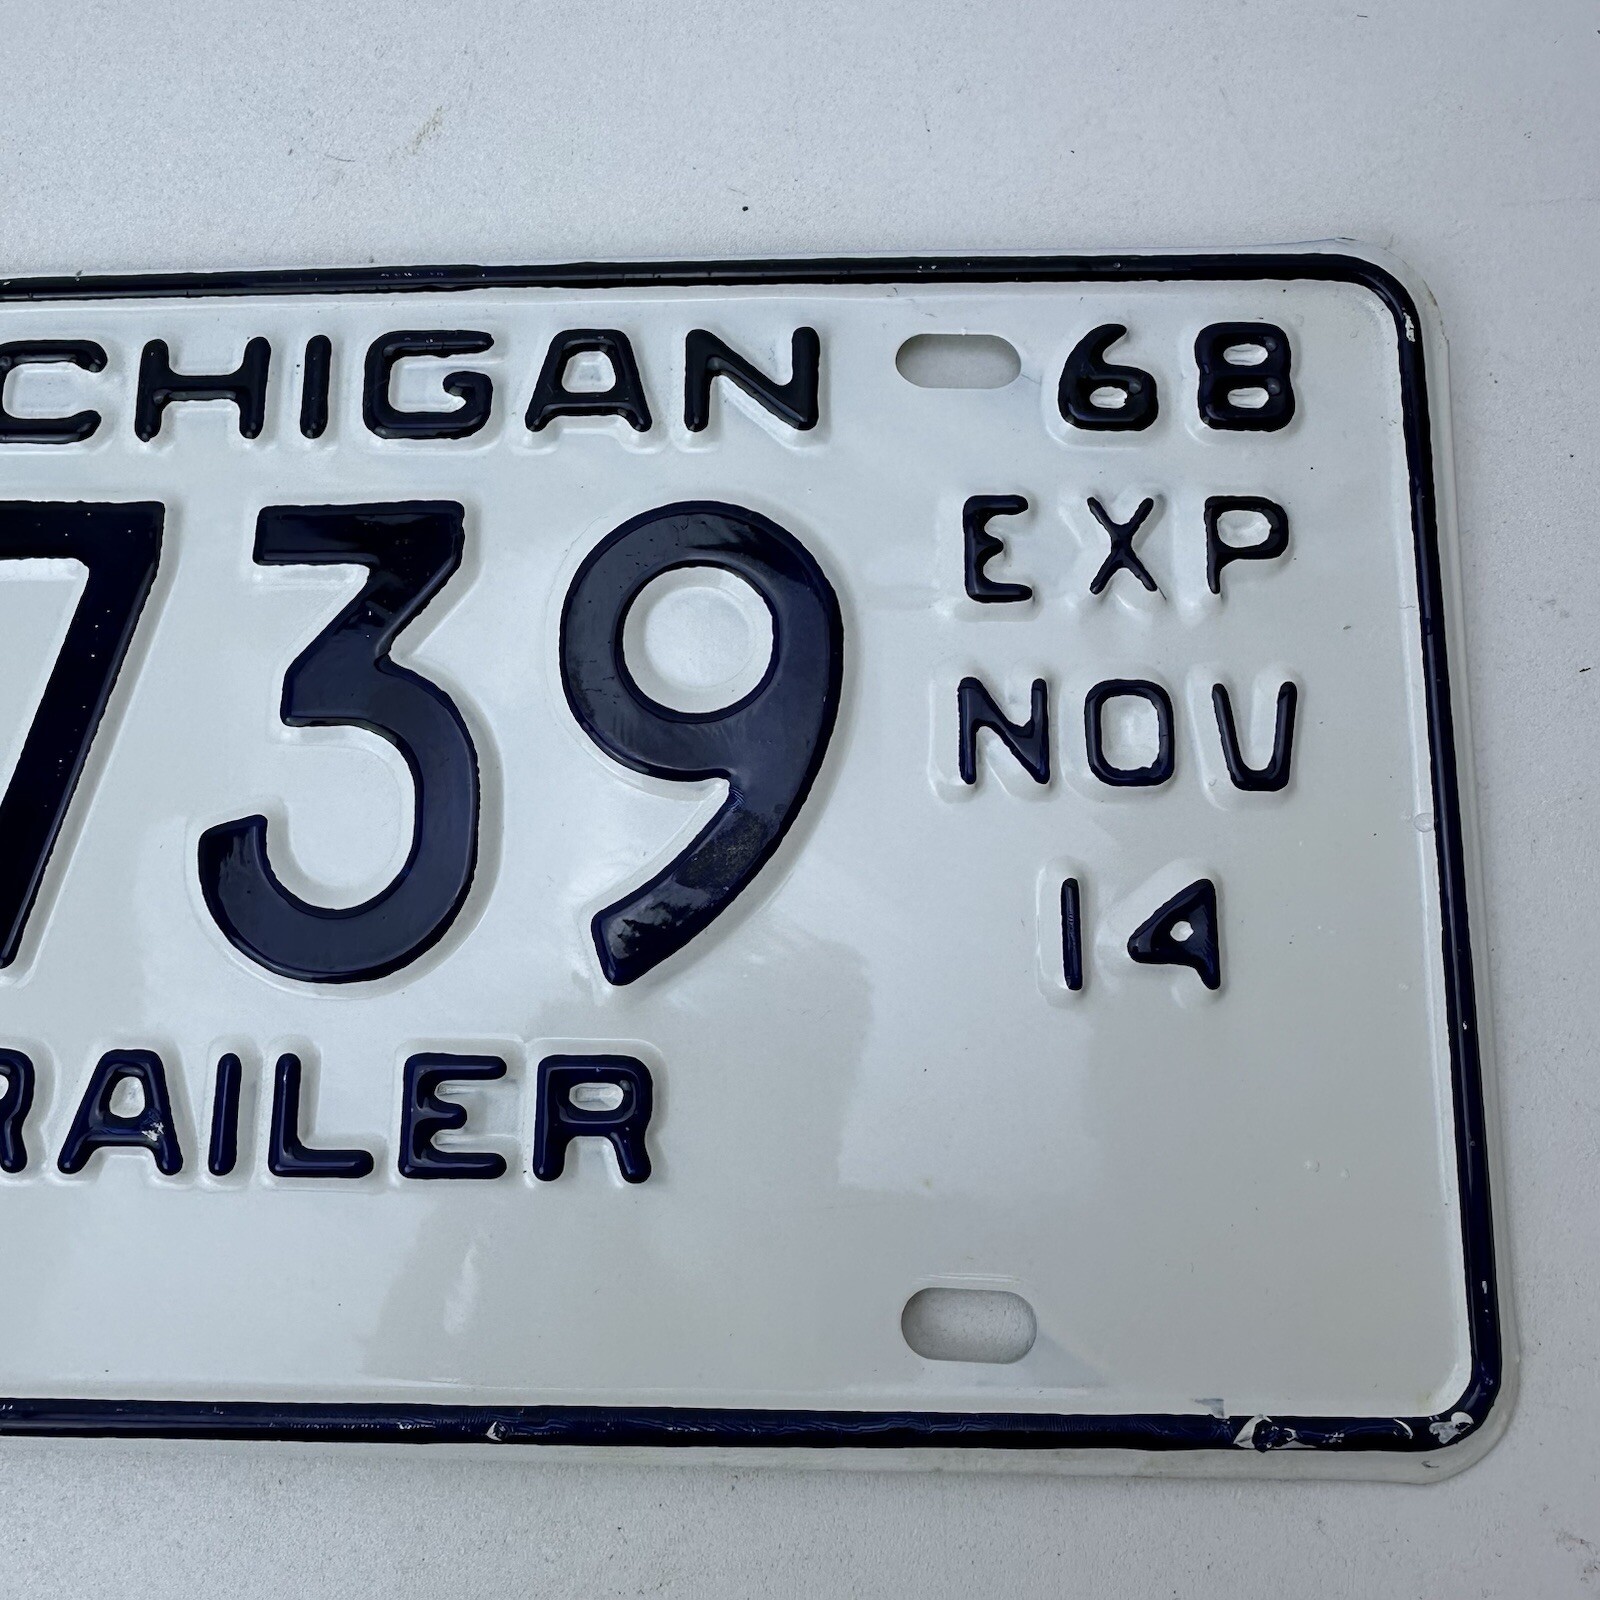 CHIGAN 68
739
EXP
NOV
14
RAILER